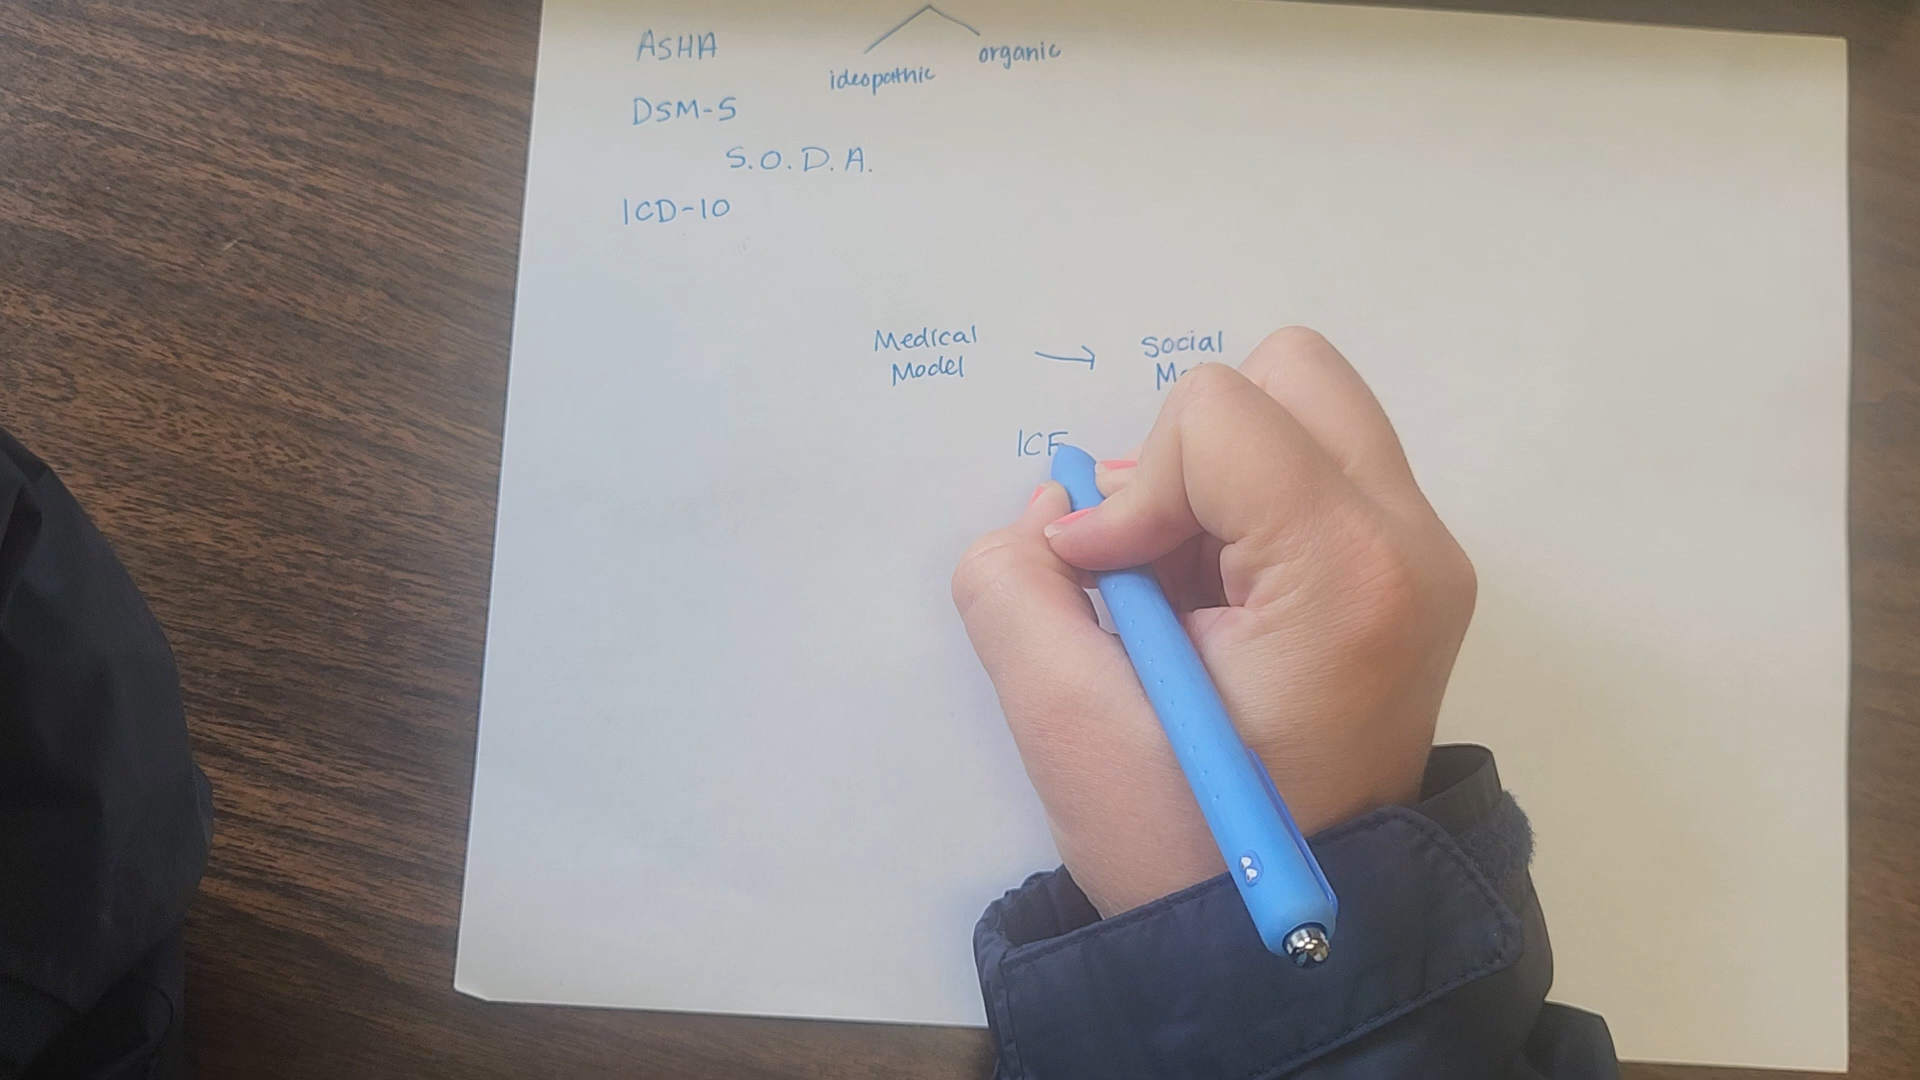 ASHA
ideopathic
organic
DSM-5
S.O.D.A.
ICD-10
Medical
Model
→
Social
ICF